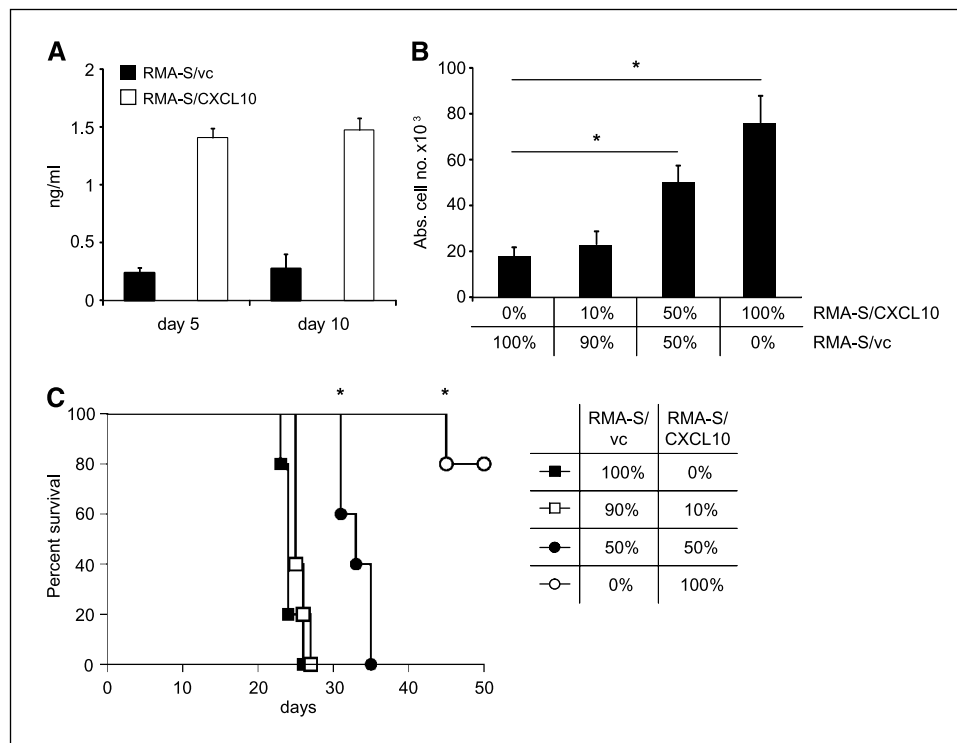 A
RMA-S/vc
RMA-S/CXCL10
2
1.5
1
0.5
0
ng/ml
day 5
day 10
B
100
80
60
40
20
0
Abs. cell no. x10³
*
*
0%
10%
50%
100%
RMA-S/CXCL10
100%
90%
50%
0%
RMA-S/vc
C
*
*
100
80
60
40
20
0
Percent survival
0
10
20
30
40
50
days
RMA-S/ RMA-S/
vc CXCL10
100% 0%
90% 10%
50% 50%
0% 100%